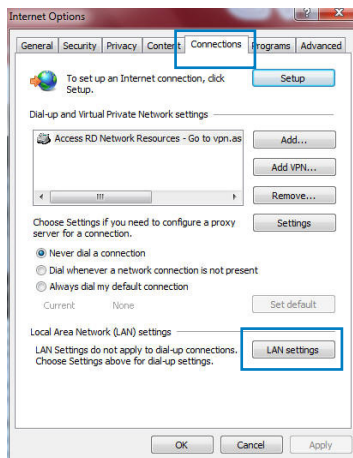 Internet Options
General Security Privacy Content Connections Programs Advanced
To set up an Internet connection, click
Setup.
Setup
Dial-up and Virtual Private Network settings
Access RD Network Resources - Go to vpn.as
Add...
Add VPN...
Remove...
Choose Settings if you need to configure a proxy
server for a connection.
Settings
Never dial a connection
Dial whenever a network connection is not present
Always dial my default connection
Current None
Set default
Local Area Network (LAN) settings
LAN Settings do not apply to dial-up connections.
Choose Settings above for dial-up settings.
LAN settings
OK Cancel Apply